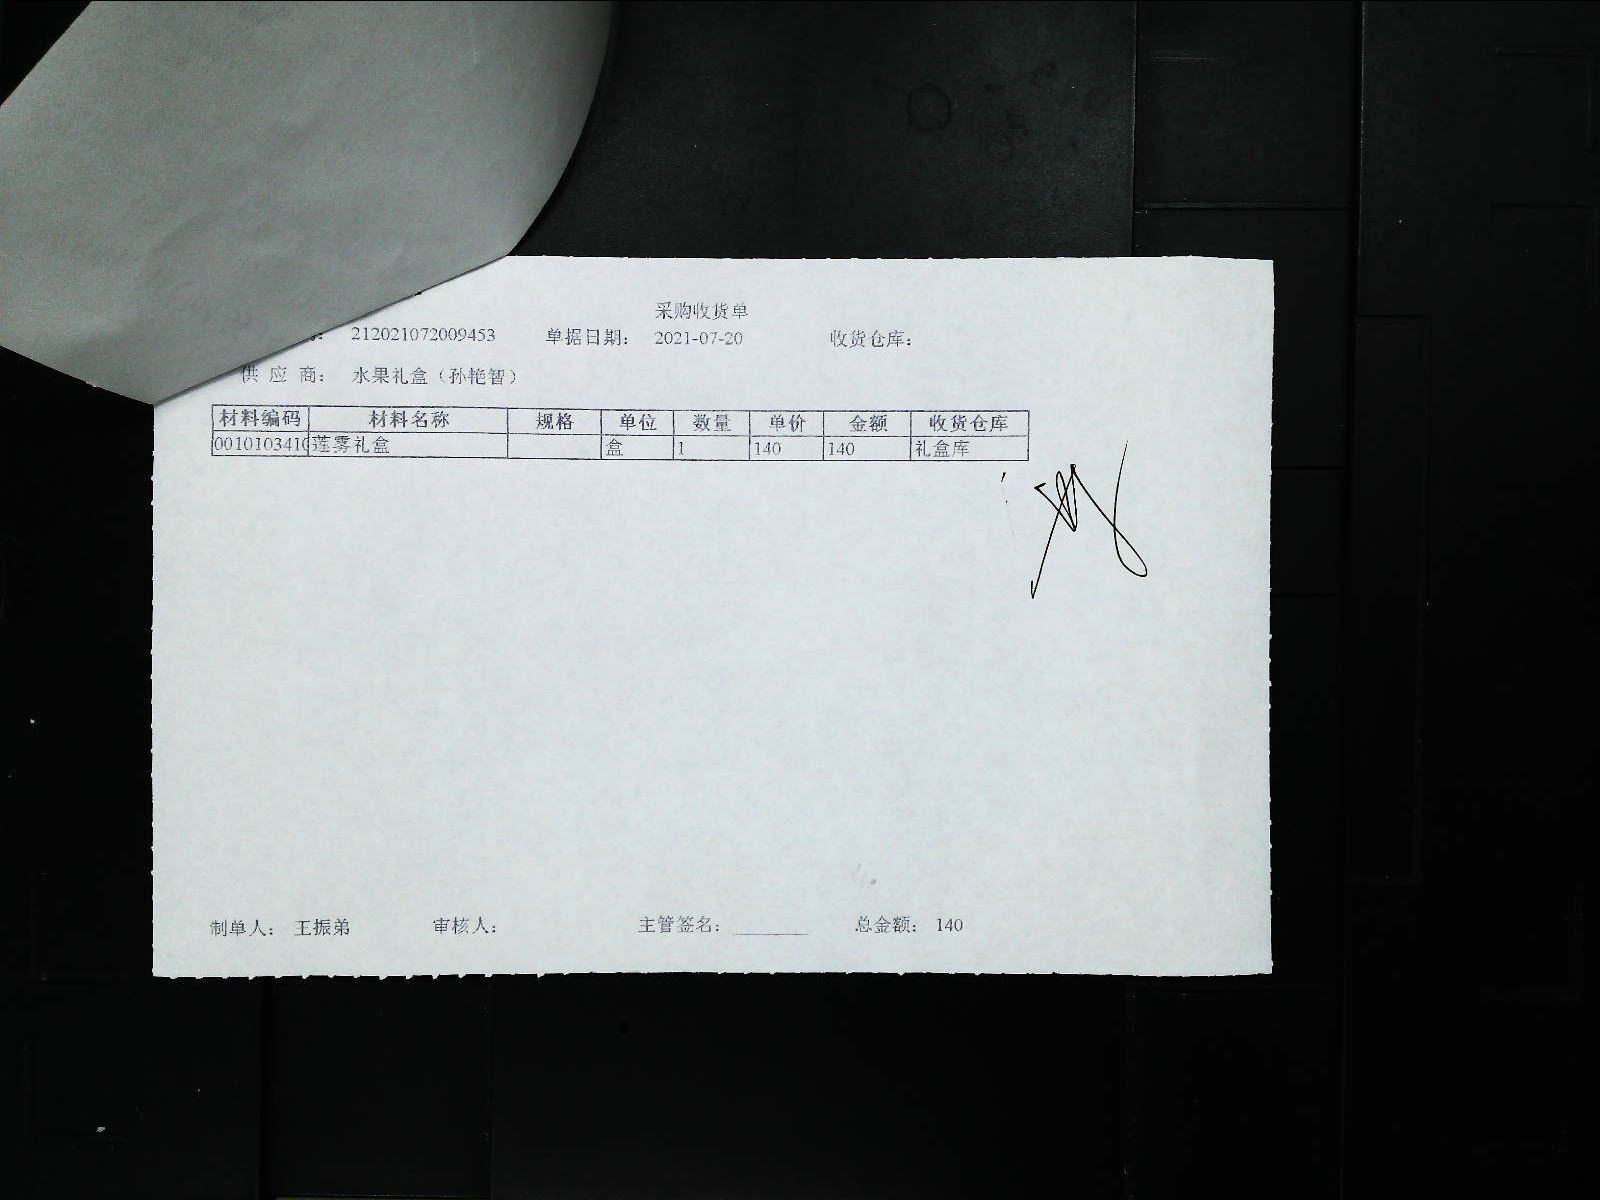 采购收货单
212021072009453 单据日期： 2021-07-20 收货仓库：
供 应 商： 水果礼盒（孙艳智）
材料编码 材料名称 规格 单位 数量 单价 金额 收货仓库
0010103410 莲雾礼盒 盒 1 140 140 礼盒库
制单人： 王振弟 审核人： 主管签名： ________ 总金额： 140